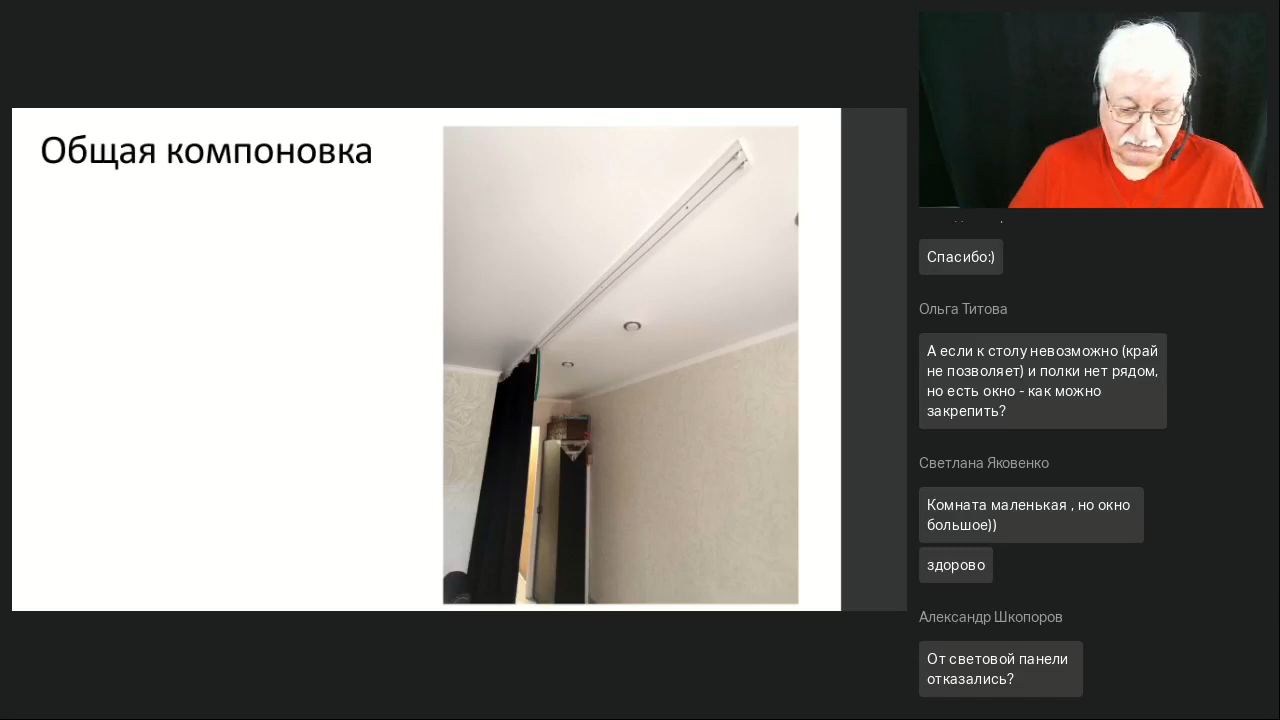 Общая компоновка
Спасибо:)
Ольга Титова
А если к столу невозможно (край
не позволяет) и полки нет рядом,
но есть окно - как можно
закрепить?
Светлана Яковенко
Комната маленькая , но окно
большое))
здорово
Александр Шкопоров
От световой панели
отказались?